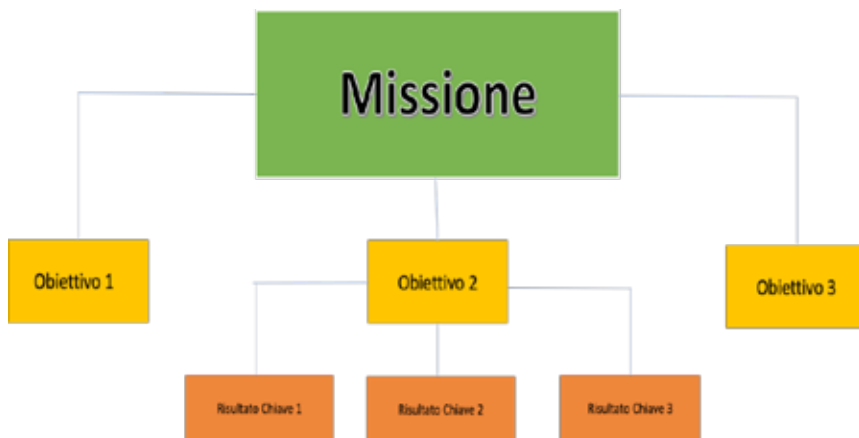 Missione
Obiettivo 1
Obiettivo 2
Obiettivo 3
Risultato Chiave 1
Risultato Chiave 2
Risultato Chiave 3